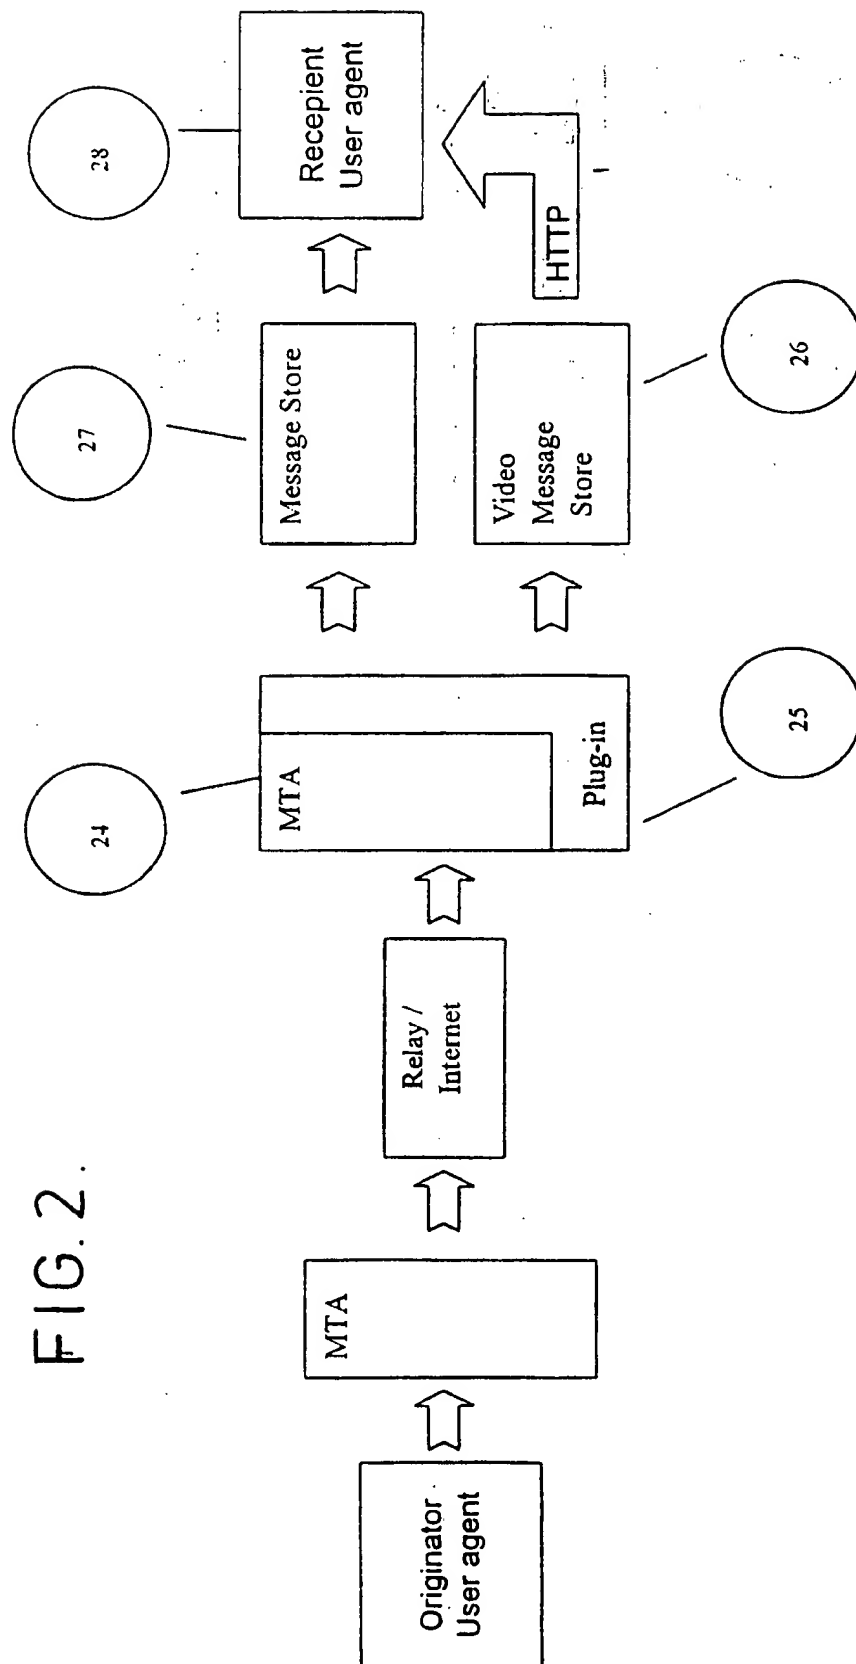 FIG. 2.
Originator
User agent
MTA
Relay /
Internet
MTA
Plug-in
24
25
Message Store
27
Video
Message
Store
26
HTTP
Recepient
User agent
28